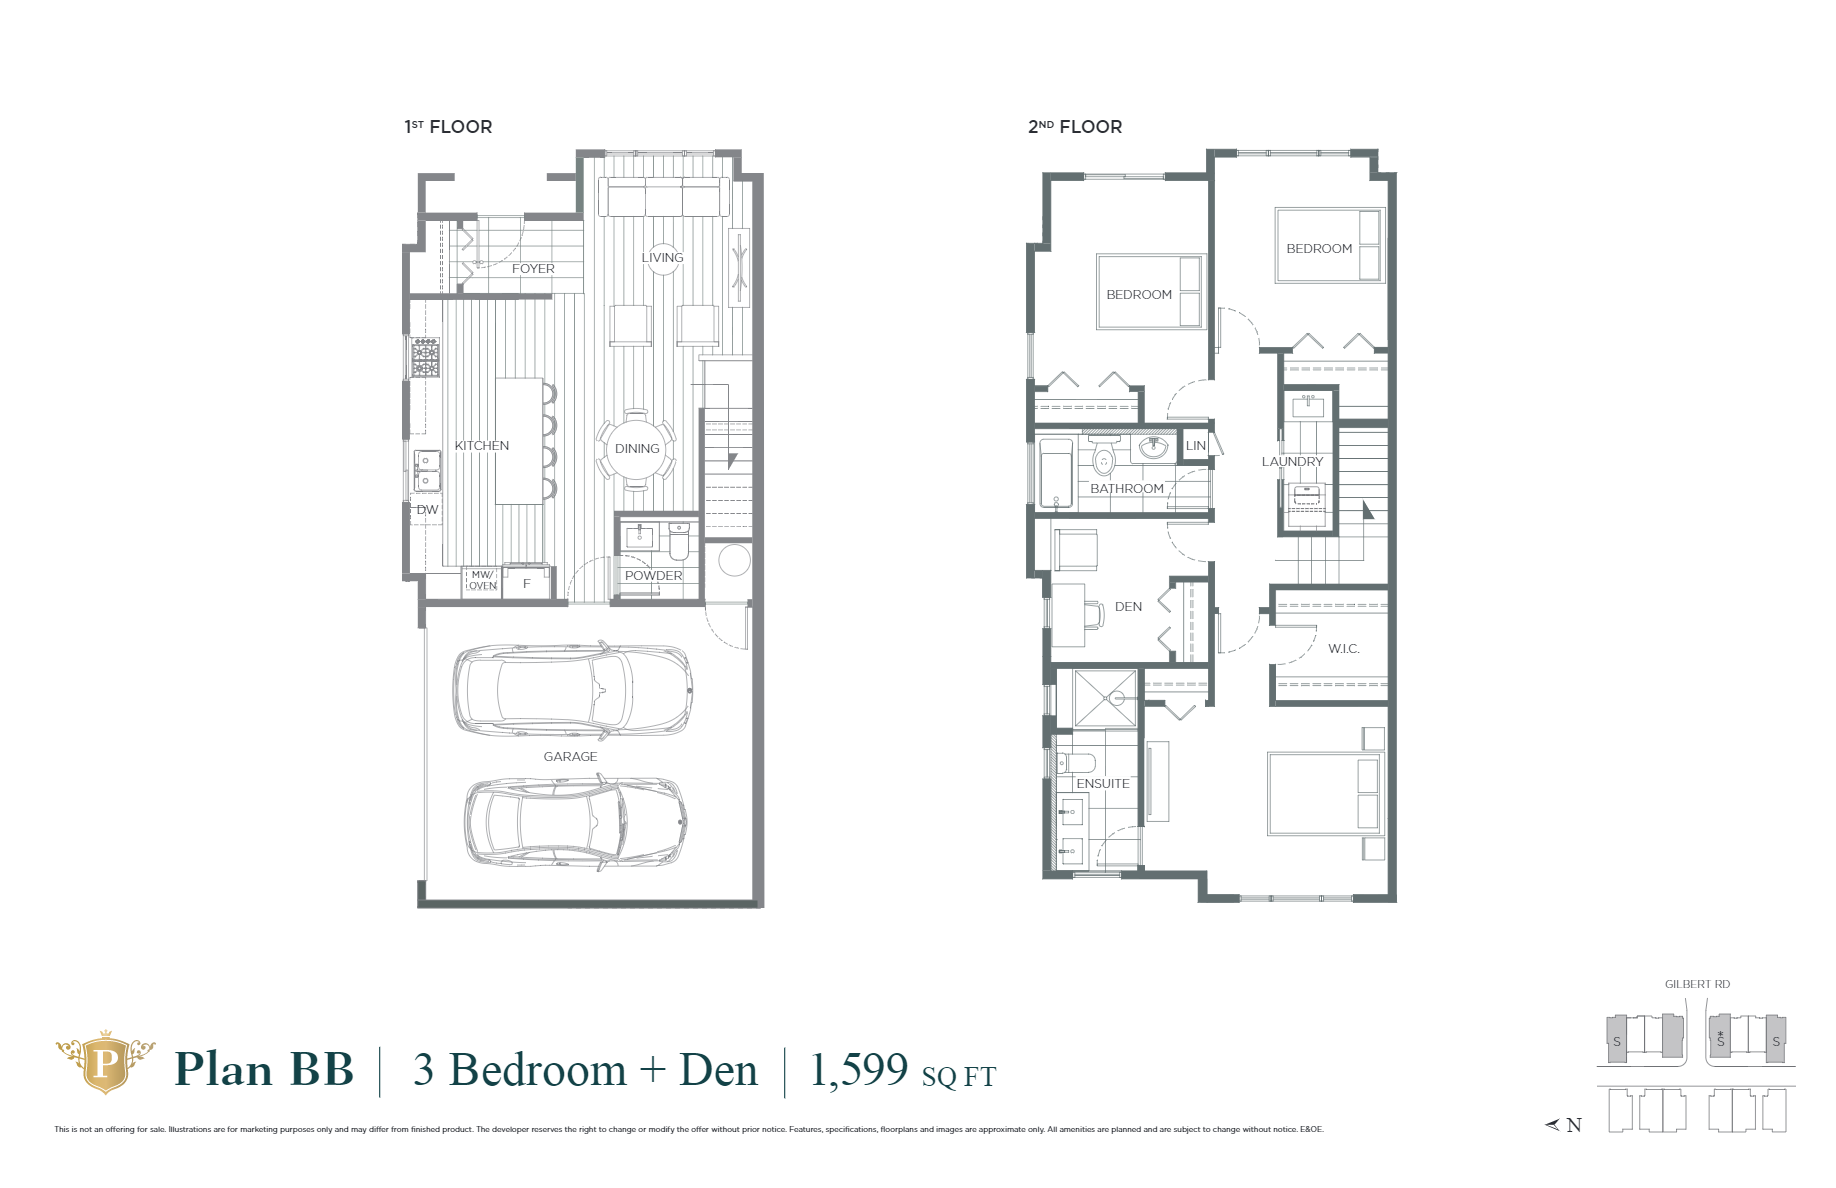 1ST FLOOR
2ND FLOOR
FOYER
LIVING
KITCHEN
DINING
DW
MW/
OVEN
F
POWDER
GARAGE
BEDROOM
BEDROOM
LIN
LAUNDRY
BATHROOM
DEN
W.I.C.
ENSUITE
GILBERT RD
S
*
S
S
N
P
Plan BB | 3 Bedroom + Den | 1,599 SQ FT
This is not an offering for sale. Illustrations are for marketing purposes only and may differ from finished product. The developer reserves the right to change or modify the offer without prior notice. Features, specifications, floorplans and images are approximate only. All amenities are planned and are subject to change without notice. E&OE.